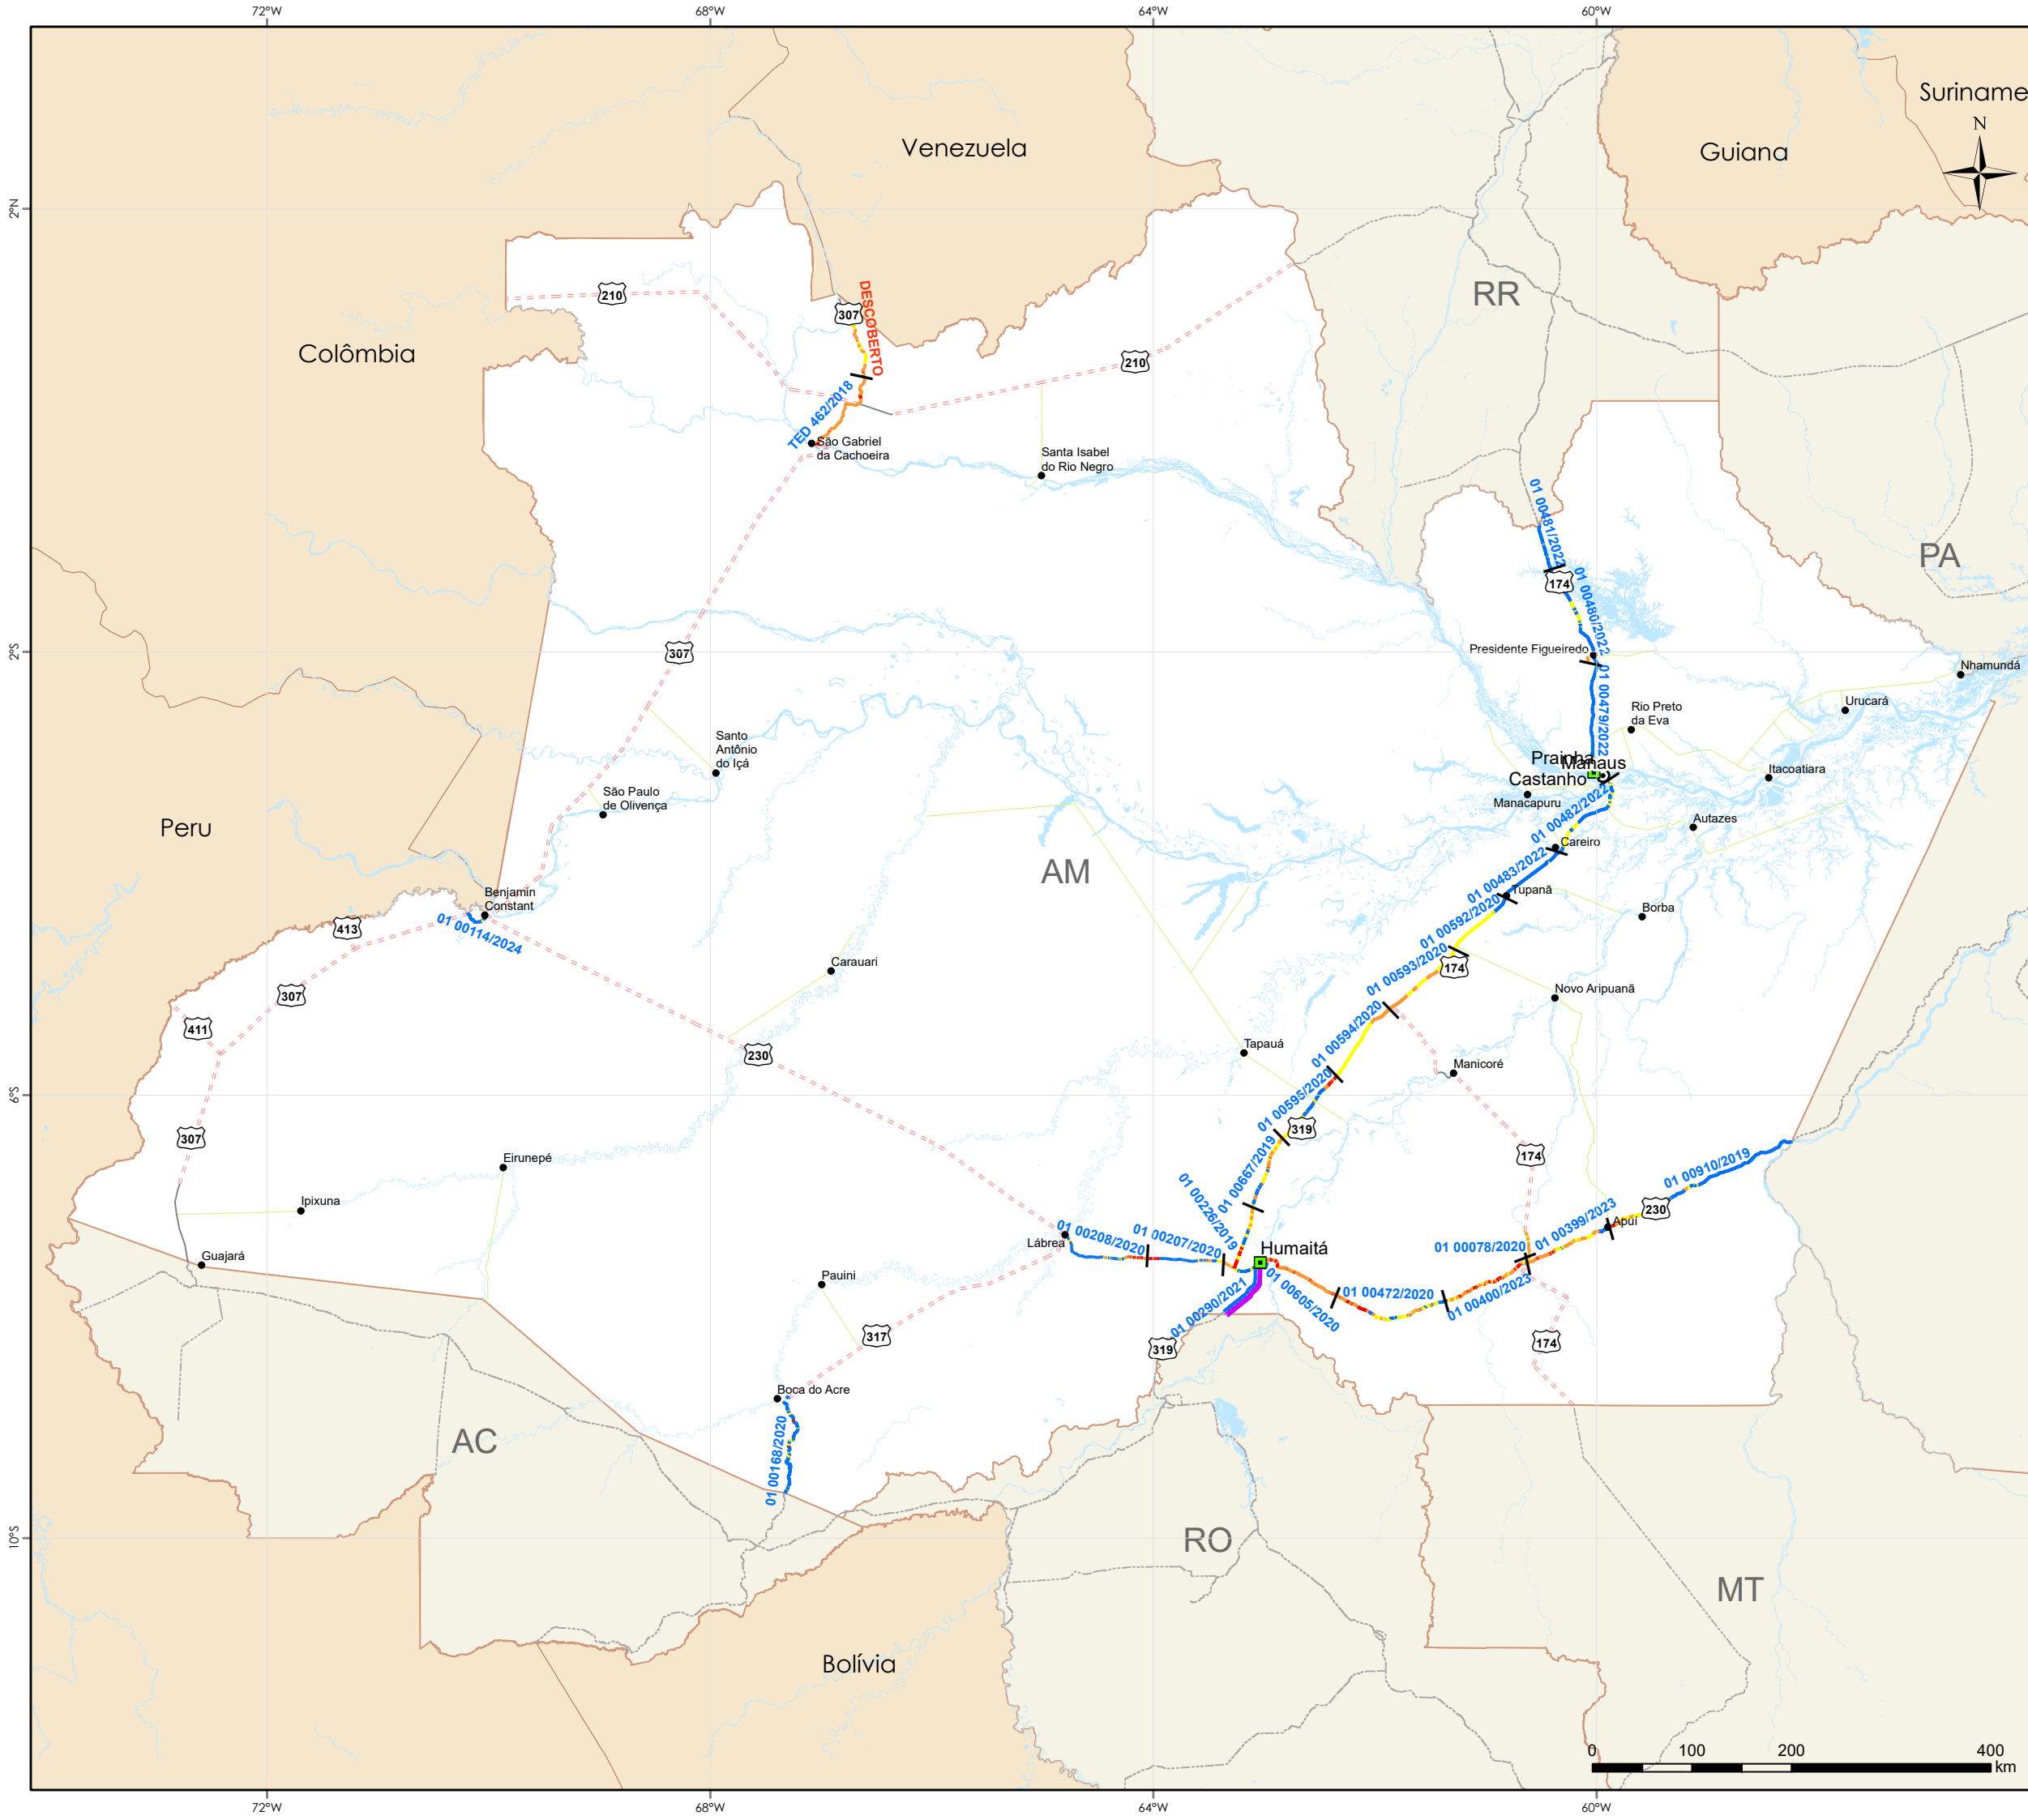 72°W
68°W
64°W
60°W
Suriname
N
Venezuela
Guiana
2°N
RR
210
307
DESCOBERTO
Colômbia
210
TED 462/2018
São Gabriel
da Cachoeira
Santa Isabel
do Rio Negro
01 00481/2022
PA
174
01 00480/2022
2°S
307
Presidente Figueiredo
Nhamundá
01 00479/2022
Urucará
Rio Preto
da Eva
Santo
Antônio
do Içá
Prainha
Manaus
Castanho
Itacoatiara
São Paulo
de Olivença
Manacapuru
01 00482/2022
Autazes
Peru
Careiro
AM
01 00483/2022
Tupanã
Benjamin
Constant
01 00592/2020
Borba
413
01 00114/2024
01 00593/2020
Carauari
174
307
Novo Aripuanã
01 00594/2020
411
230
Tapauá
Manicoré
01 00595/2020
6°S
319
307
174
01 00667/2019
Eirunepé
01 00910/2019
01 00226/2019
Ipixuna
230
Apuí
01 00399/2023
01 00208/2020
01 00207/2020
Lábrea
Humaitá
01 00078/2020
Guajará
Pauini
01 00290/2021
01 00605/2020
01 00472/2020
01 00400/2023
317
319
174
Boca do Acre
AC
01 00168/2020
10°S
RO
MT
Bolívia
0
100
200
400
km
72°W
68°W
64°W
60°W